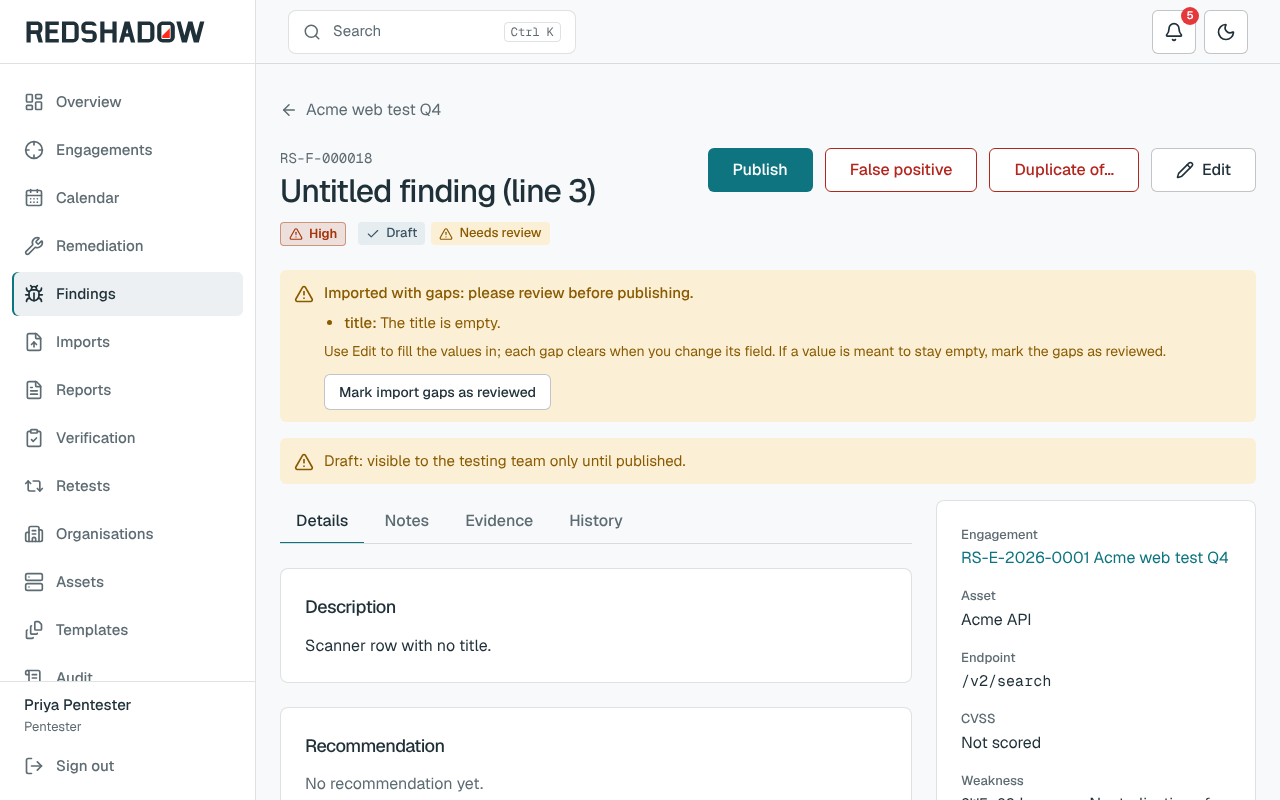 REDSHADOW
Search
Ctrl K
5
Overview
Engagements
Calendar
Remediation
Findings
Imports
Reports
Verification
Retests
Organisations
Assets
Templates
Audit
Priya Pentester
Pentester
Sign out
Acme web test Q4
RS-F-000018
Untitled finding (line 3)
Publish
False positive
Duplicate of…
Edit
High
Draft
Needs review
Imported with gaps: please review before publishing.
title: The title is empty.
Use Edit to fill the values in; each gap clears when you change its field. If a value is meant to stay empty, mark the gaps as reviewed.
Mark import gaps as reviewed
Draft: visible to the testing team only until published.
Details
Notes
Evidence
History
Description
Scanner row with no title.
Recommendation
No recommendation yet.
Engagement
RS-E-2026-0001 Acme web test Q4
Asset
Acme API
Endpoint
/v2/search
CVSS
Not scored
Weakness